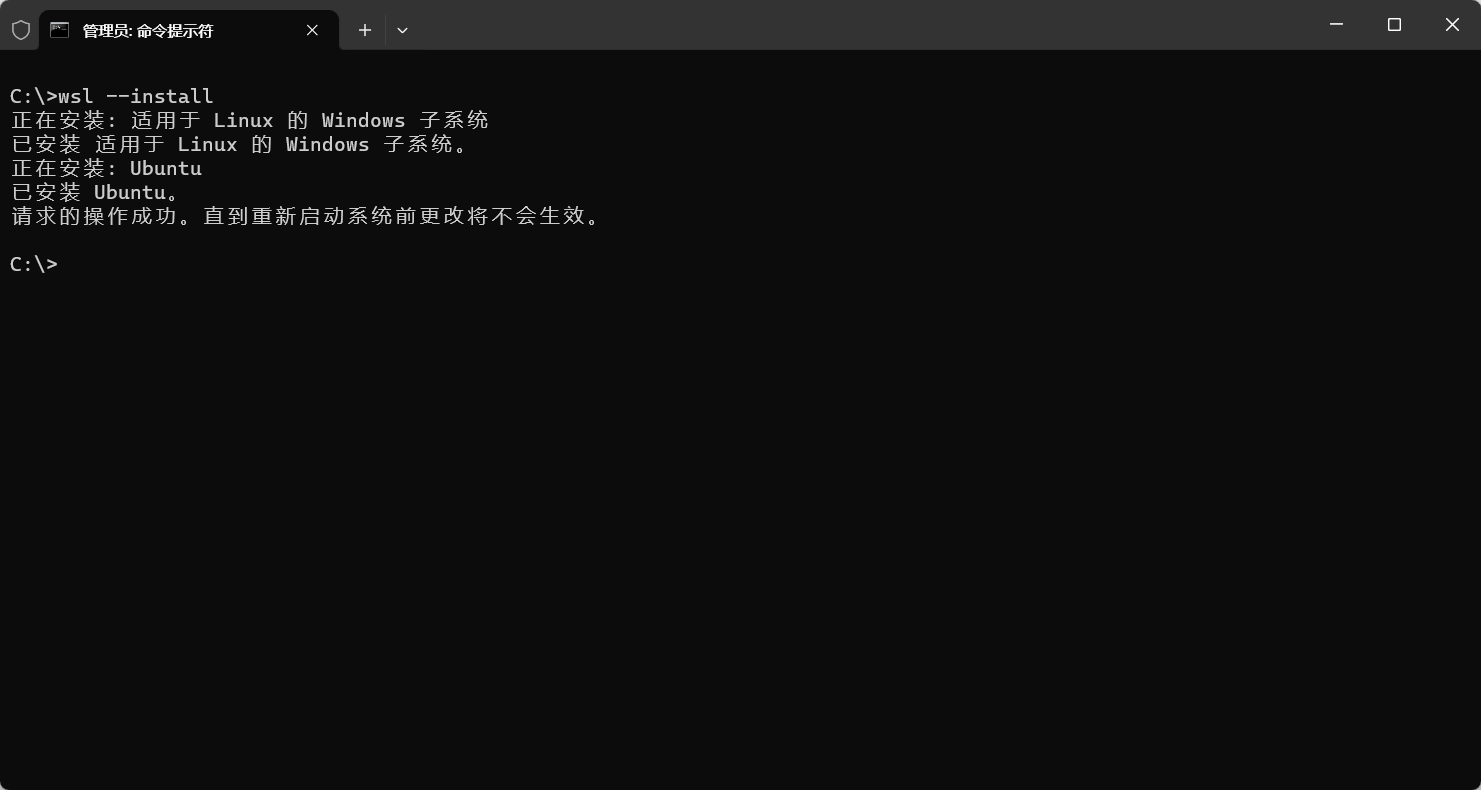 管理员: 命令提示符
C:\>wsl --install
正在安装: 适用于 Linux 的 Windows 子系统
已安装 适用于 Linux 的 Windows 子系统。
正在安装: Ubuntu
已安装 Ubuntu。
请求的操作成功。直到重新启动系统前更改将不会生效。
C:\>